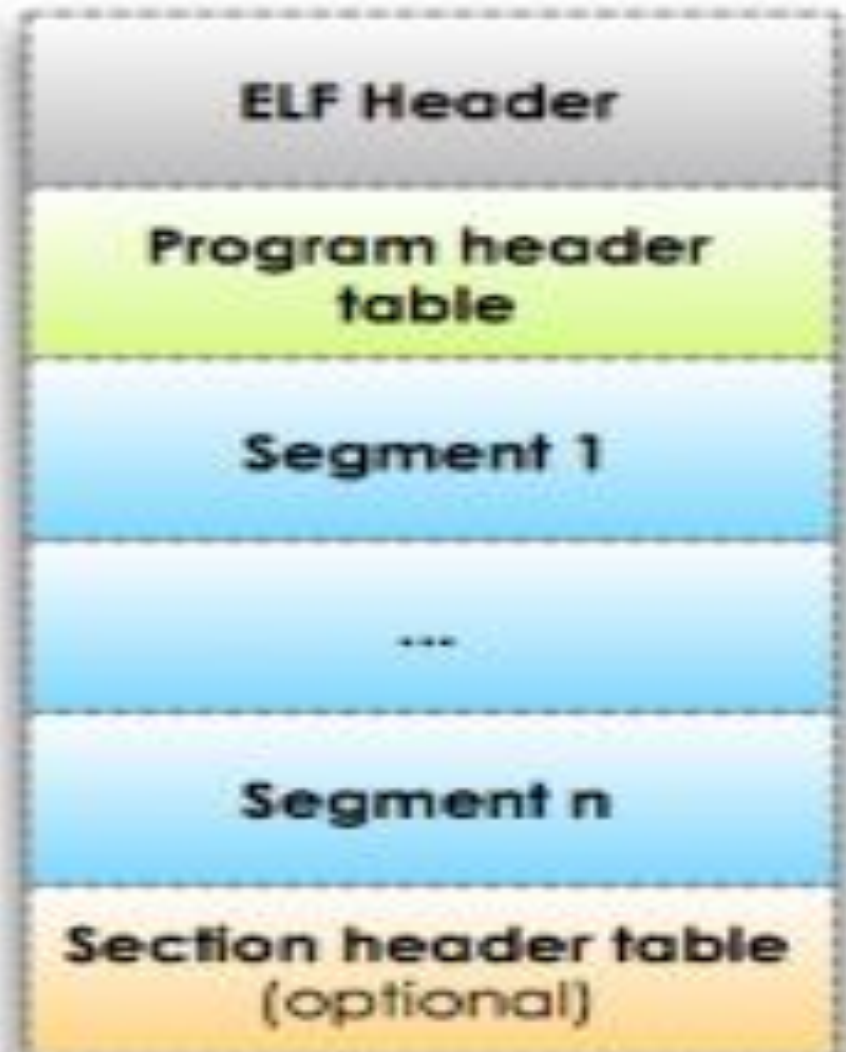 ELF Header
Program header
table
Segment 1
...
Segment n
Section header table
(optional)